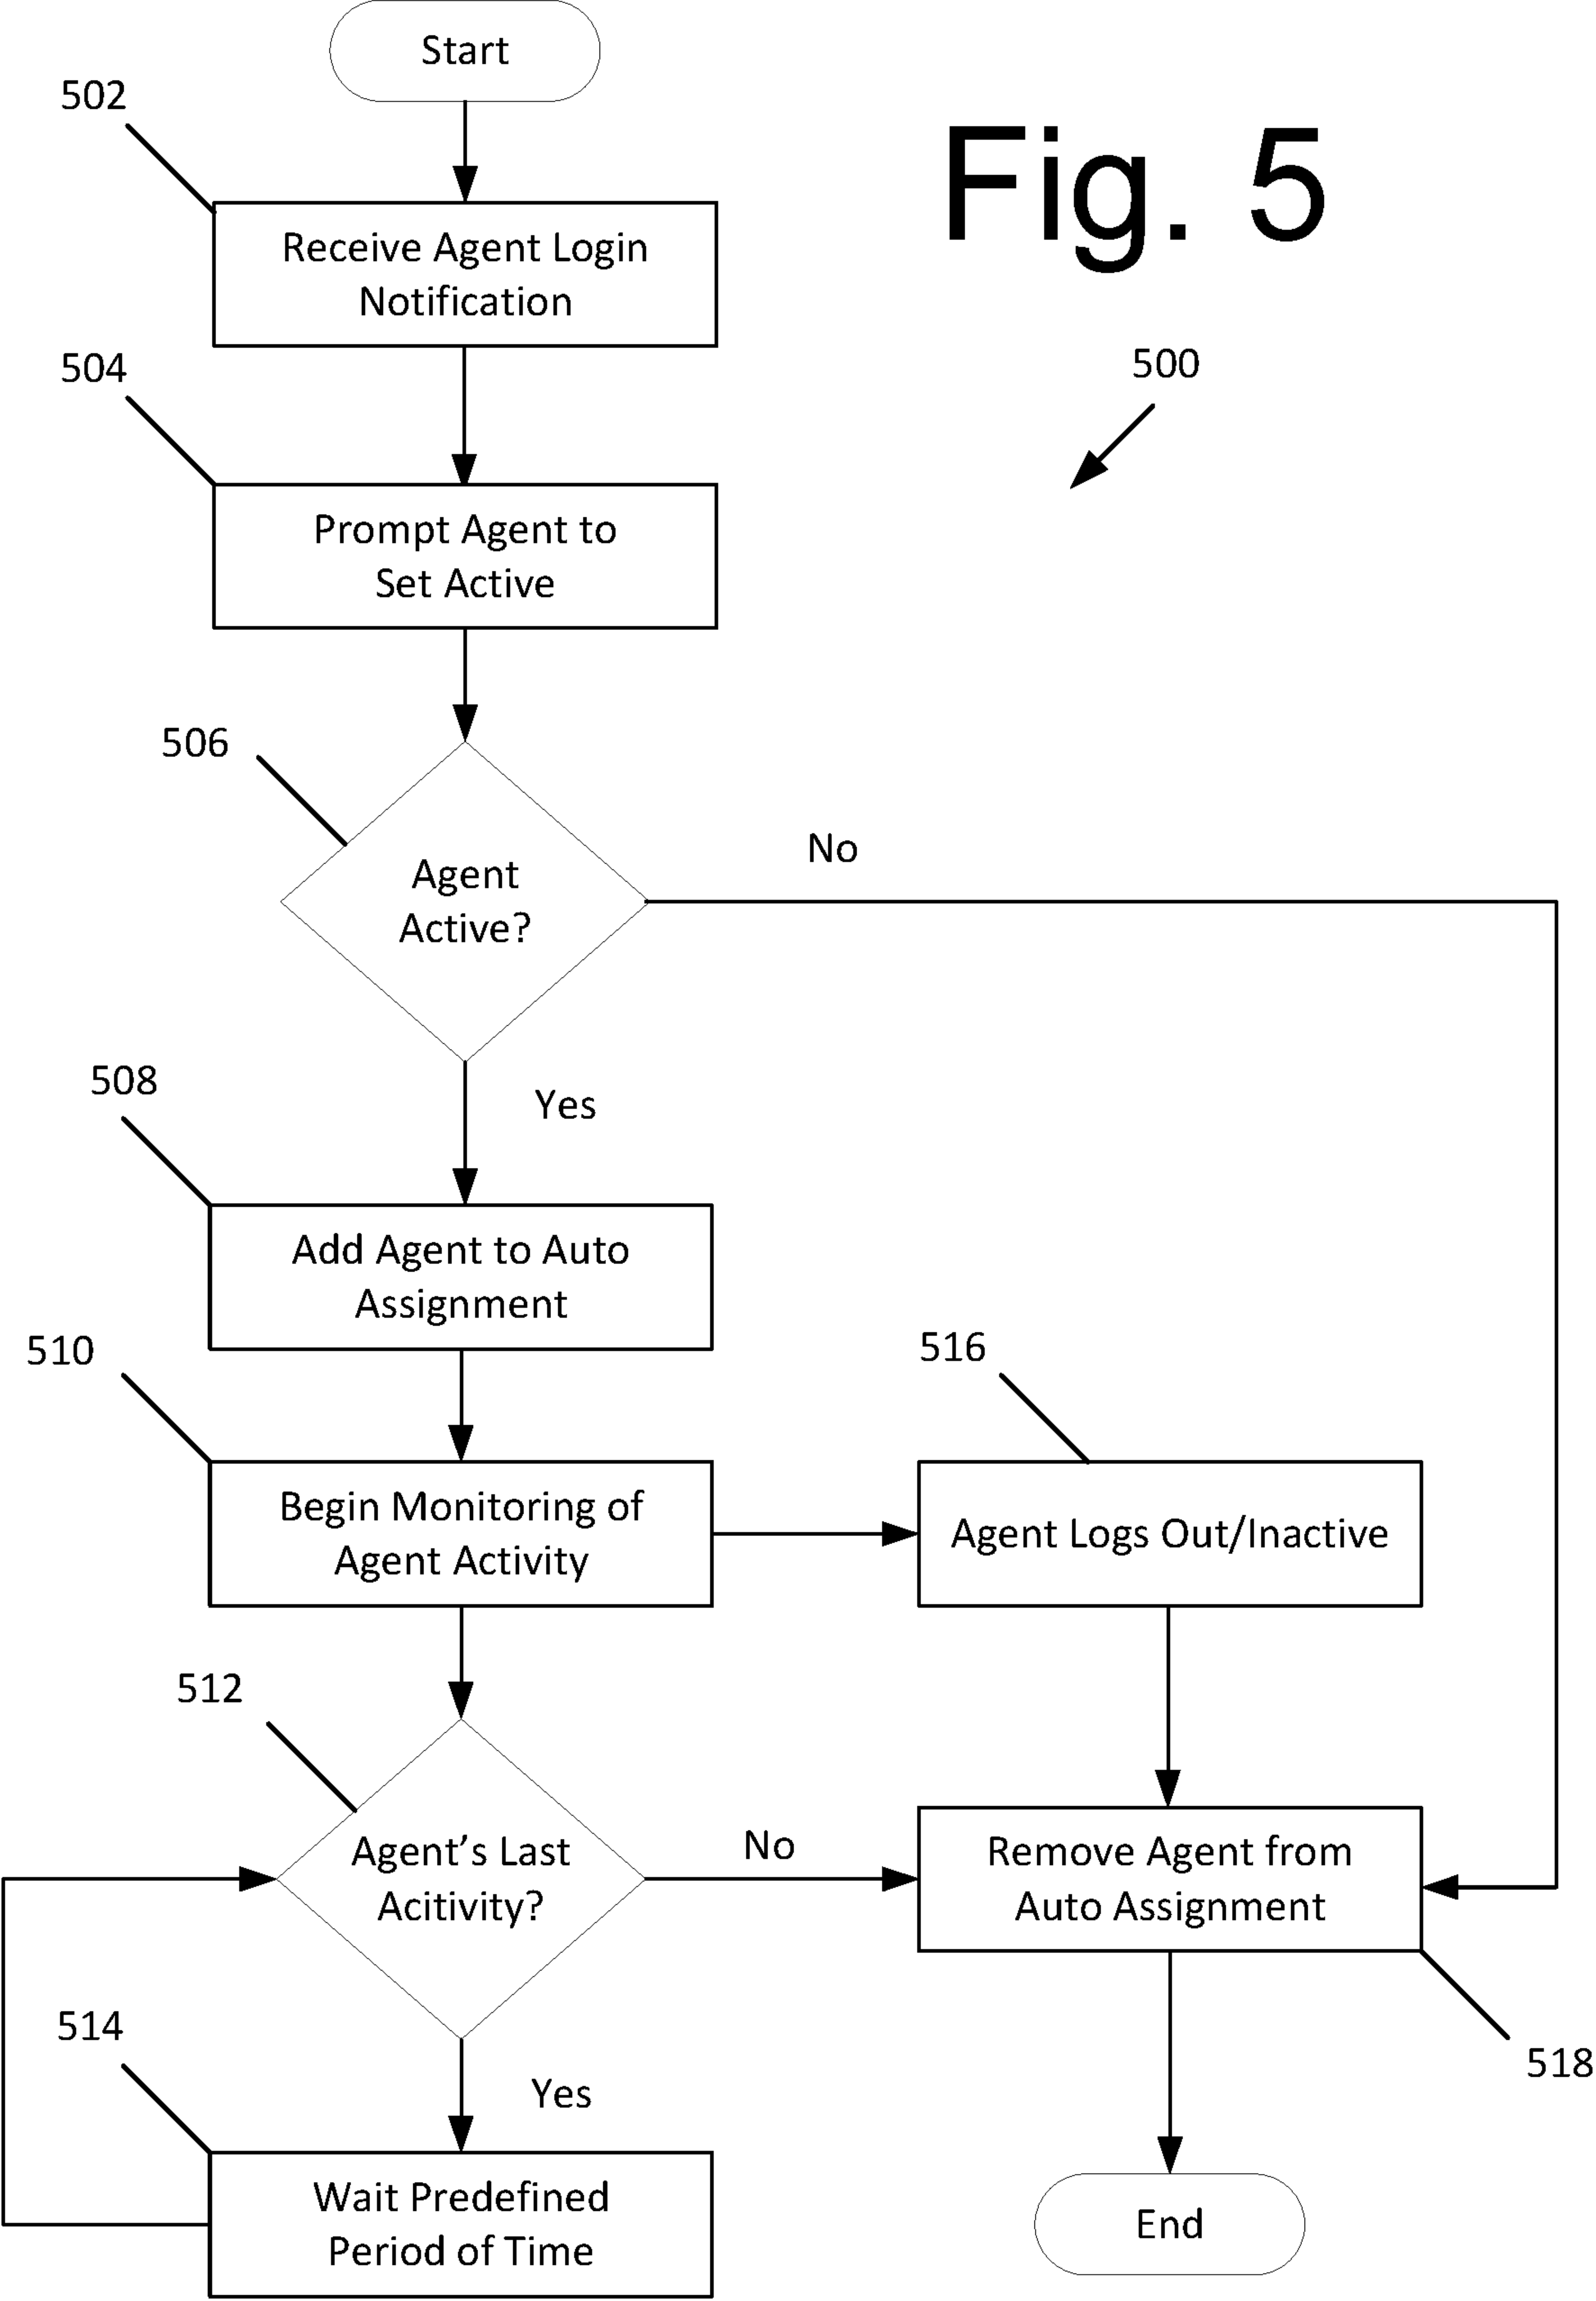 Start
Fig. 5
502
Receive Agent Login
Notification
504
500
Prompt Agent to
Set Active
506
No
Agent
Active?
508
Yes
Add Agent to Auto
Assignment
510
516
Begin Monitoring of
Agent Activity
Agent Logs Out/Inactive
512
No
Agent's Last
Acitivity?
Remove Agent from
Auto Assignment
514
518
Yes
Wait Predefined
Period of Time
End